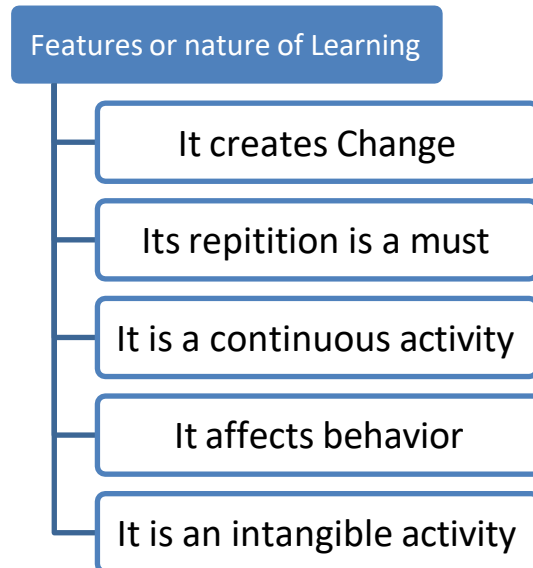 Features or nature of Learning
It creates Change
Its repitition is a must
It is a continuous activity
It affects behavior
It is an intangible activity